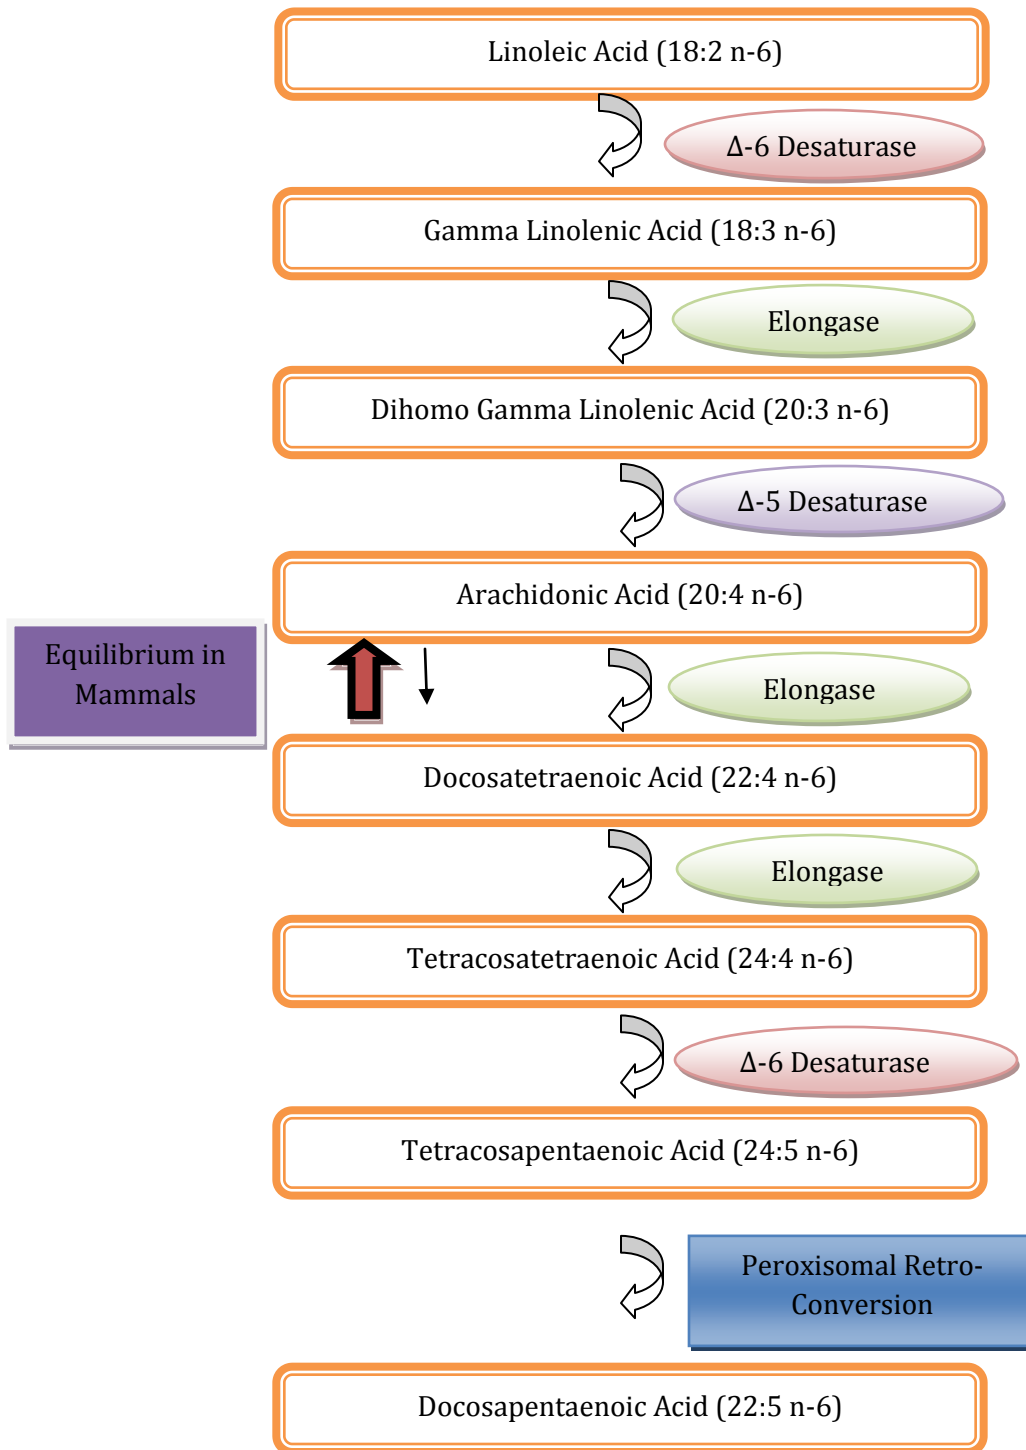 Linoleic Acid (18:2 n-6)
Δ-6 Desaturase
Gamma Linolenic Acid (18:3 n-6)
Elongase
Dihomo Gamma Linolenic Acid (20:3 n-6)
Δ-5 Desaturase
Arachidonic Acid (20:4 n-6)
Equilibrium in
Mammals
Elongase
Docosatetraenoic Acid (22:4 n-6)
Elongase
Tetracosatetraenoic Acid (24:4 n-6)
Δ-6 Desaturase
Tetracosapentaenoic Acid (24:5 n-6)
Peroxisomal Retro-
Conversion
Docosapentaenoic Acid (22:5 n-6)